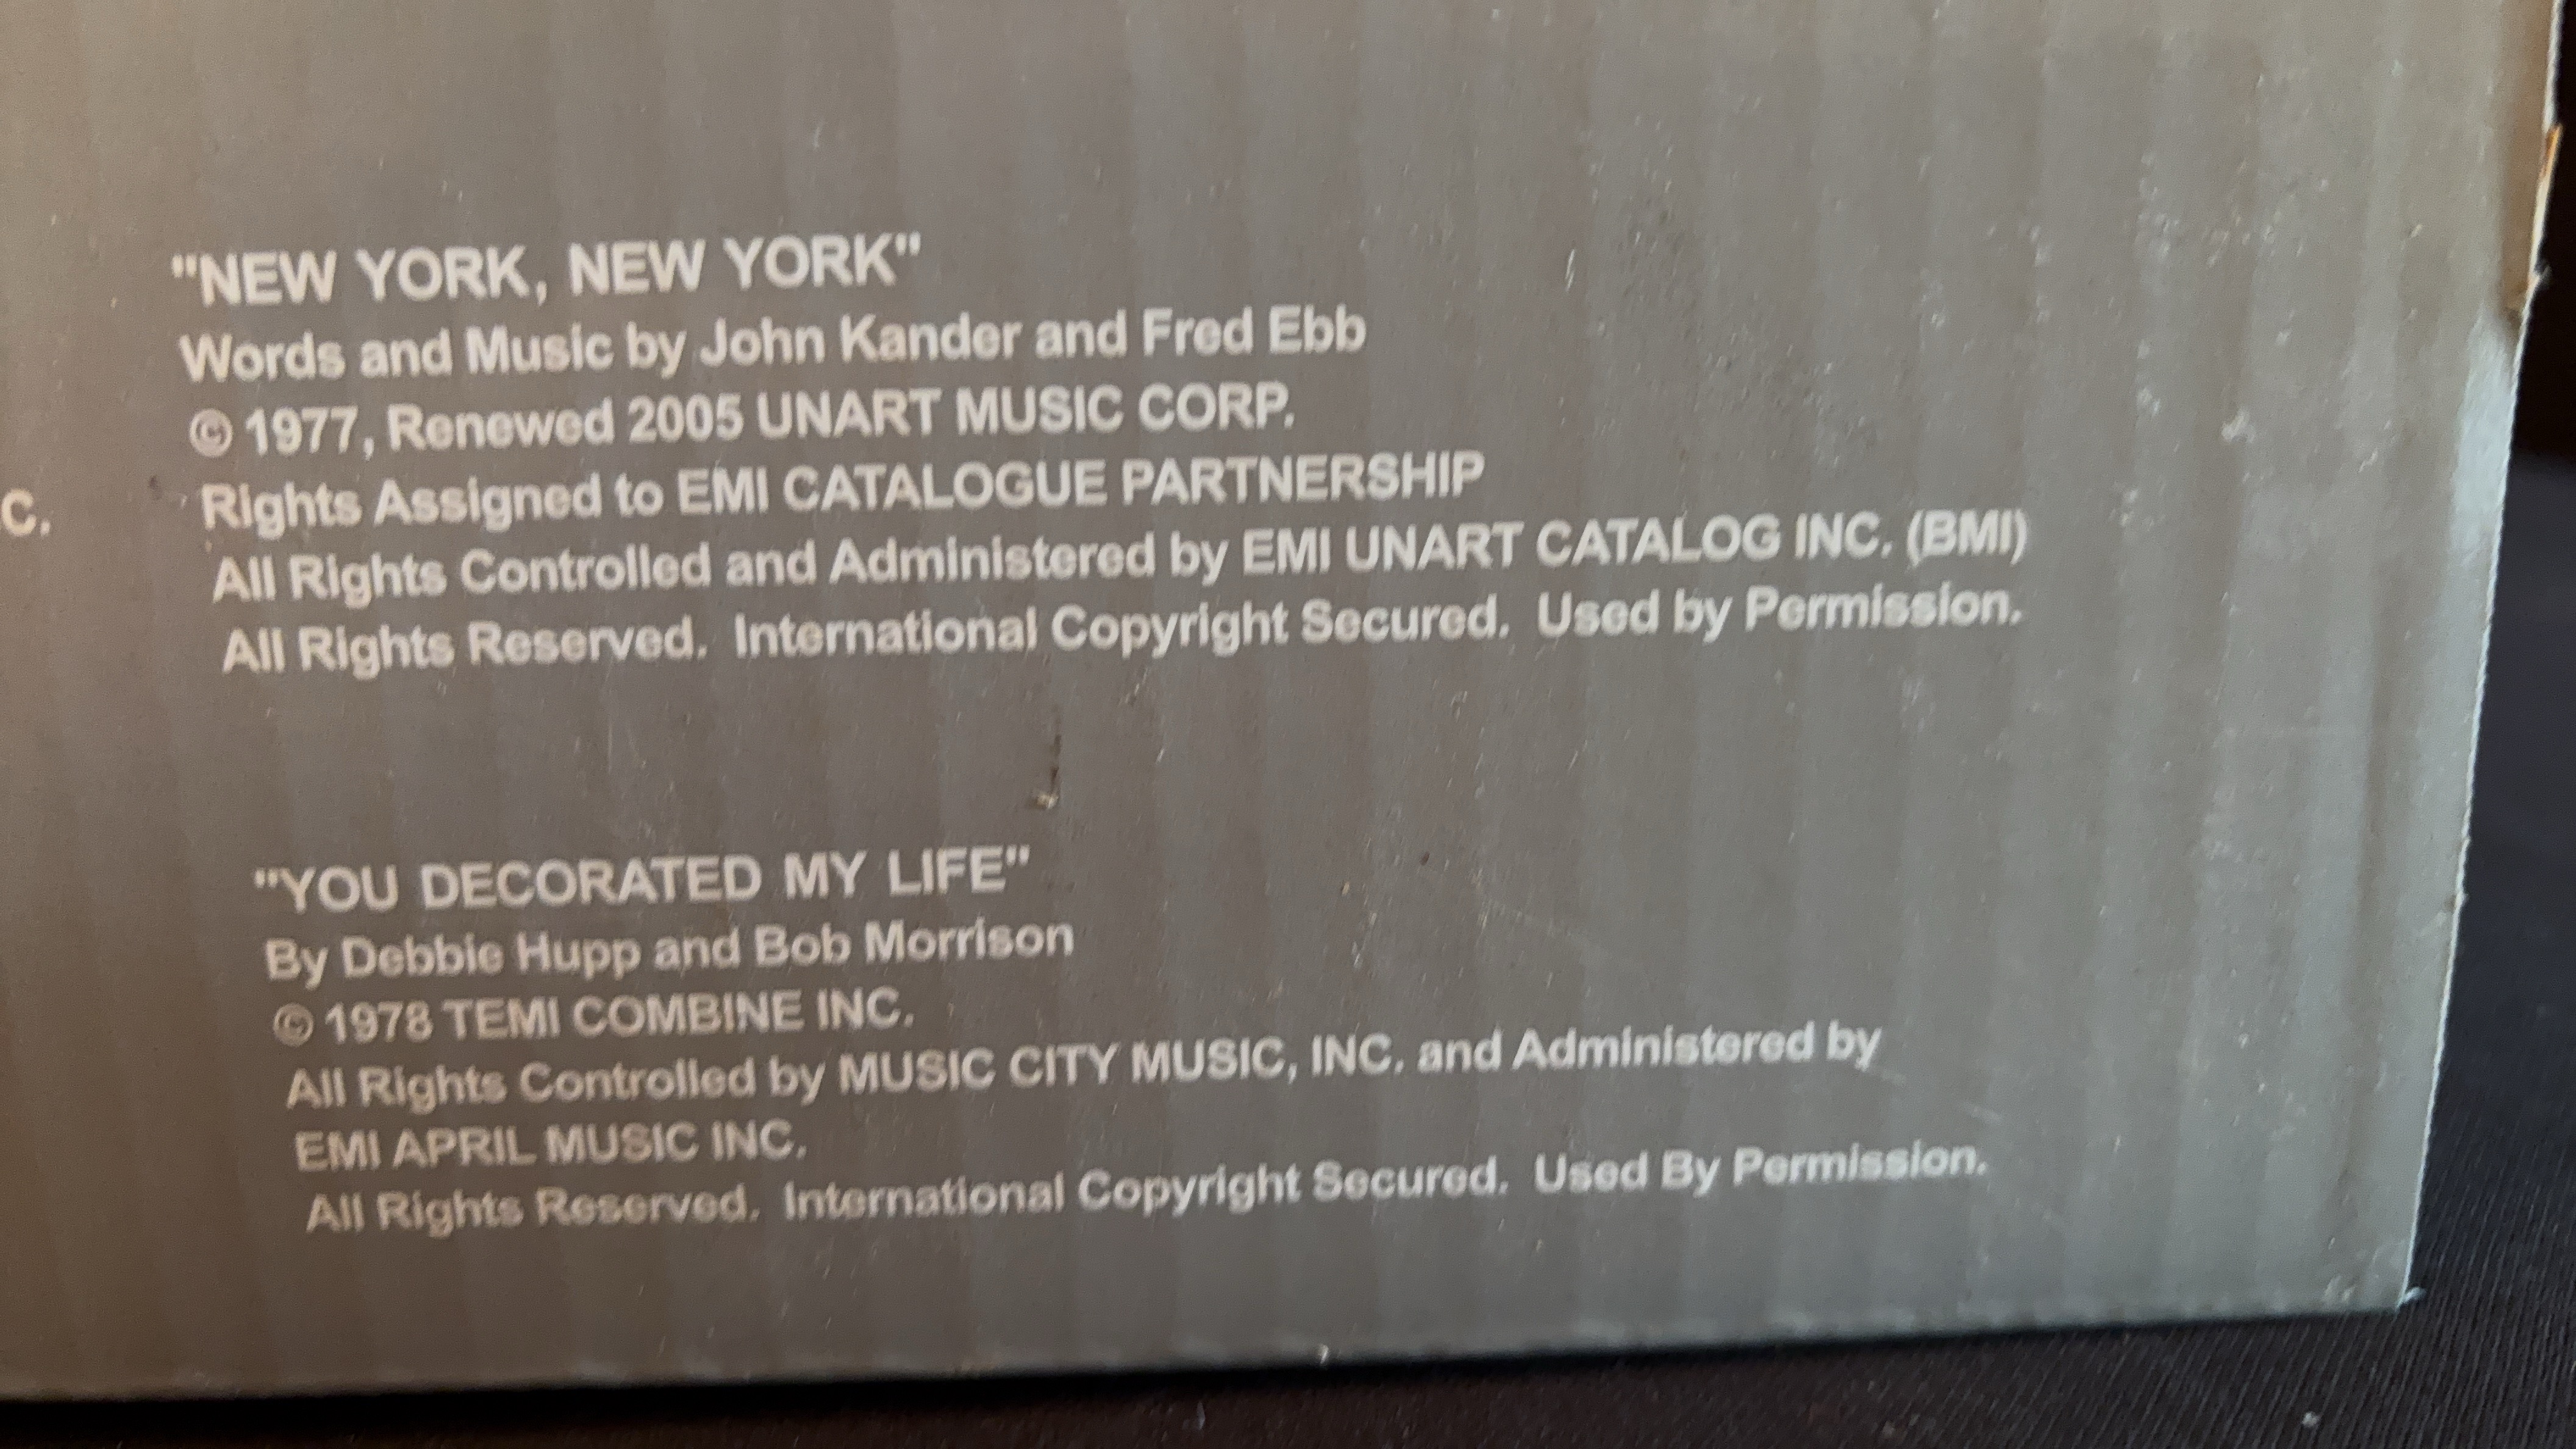 "NEW YORK, NEW YORK"
Words and Music by John Kander and Fred Ebb
© 1977, Renewed 2005 UNART MUSIC CORP.
Rights Assigned to EMI CATALOGUE PARTNERSHIP
C.
All Rights Controlled and Administered by EMI UNART CATALOG INC. (BMI)
All Rights Reserved. International Copyright Secured. Used by Permission.
"YOU DECORATED MY LIFE"
By Debbie Hupp and Bob Morrison
© 1978 TEMI COMBINE INC.
All Rights Controlled by MUSIC CITY MUSIC, INC. and Administered by
EMI APRIL MUSIC INC.
All Rights Reserved. International Copyright Secured. Used By Permission.